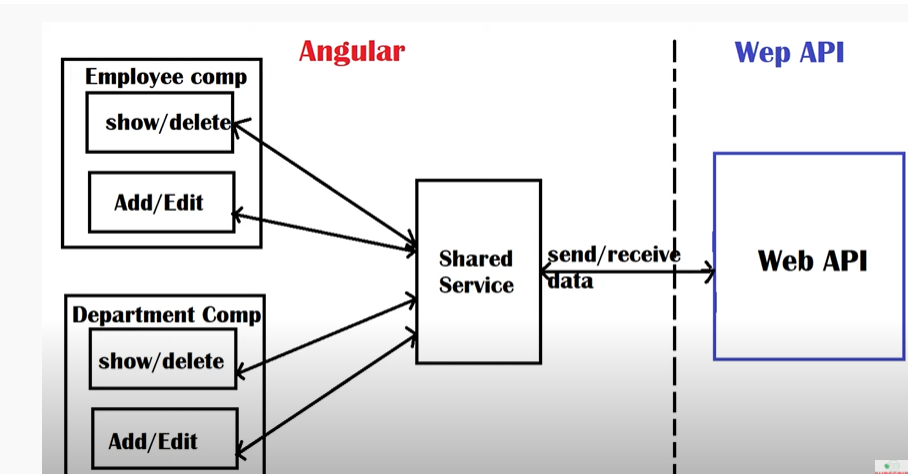 Angular
Wep API
Employee comp
show/delete
Add/Edit
Shared
Service
send/receive
data
Web API
Department Comp
show/delete
Add/Edit